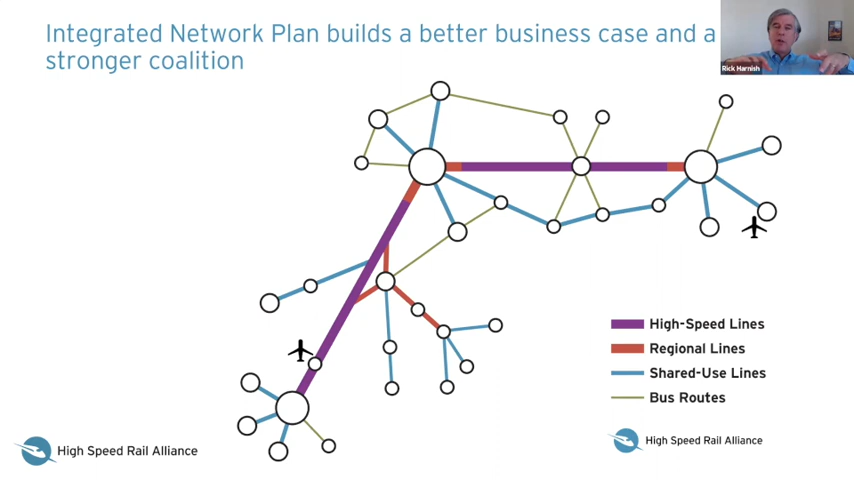 Integrated Network Plan builds a better business case and a
stronger coalition
Rick Harnish
High-Speed Lines
Regional Lines
Shared-Use Lines
Bus Routes
High Speed Rail Alliance
High Speed Rail Alliance